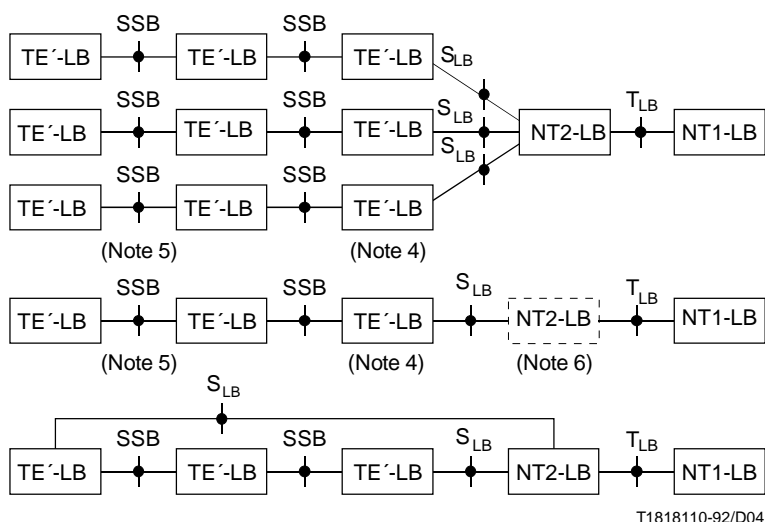 SSB SSB
TE´-LB TE´-LB TE´-LB S_LB
SSB SSB S_LB T_LB
TE´-LB TE´-LB TE´-LB NT2-LB NT1-LB
SSB SSB S_LB
TE´-LB TE´-LB TE´-LB
(Note 5) (Note 4)
SSB SSB S_LB T_LB
TE´-LB TE´-LB TE´-LB NT2-LB NT1-LB
(Note 5) (Note 4) (Note 6)
S_LB
SSB SSB S_LB T_LB
TE´-LB TE´-LB TE´-LB NT2-LB NT1-LB
T1818110-92/D04